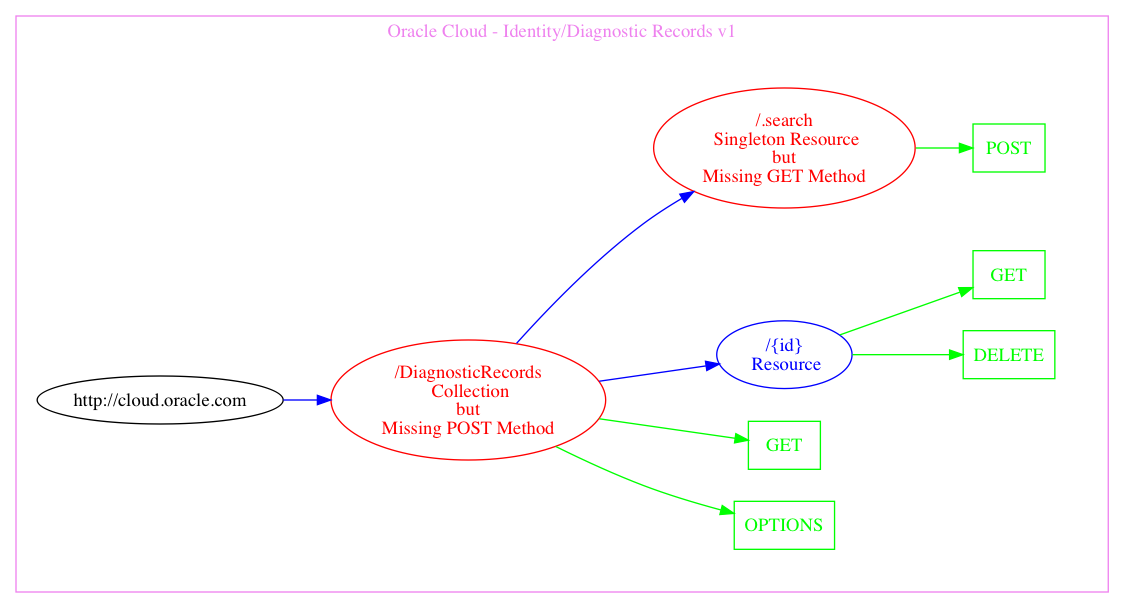 Oracle Cloud - Identity/Diagnostic Records v1
/.search
Singleton Resource
but
Missing GET Method
POST
GET
/{id}
Resource
DELETE
/DiagnosticRecords
Collection
but
Missing POST Method
http://cloud.oracle.com
GET
OPTIONS